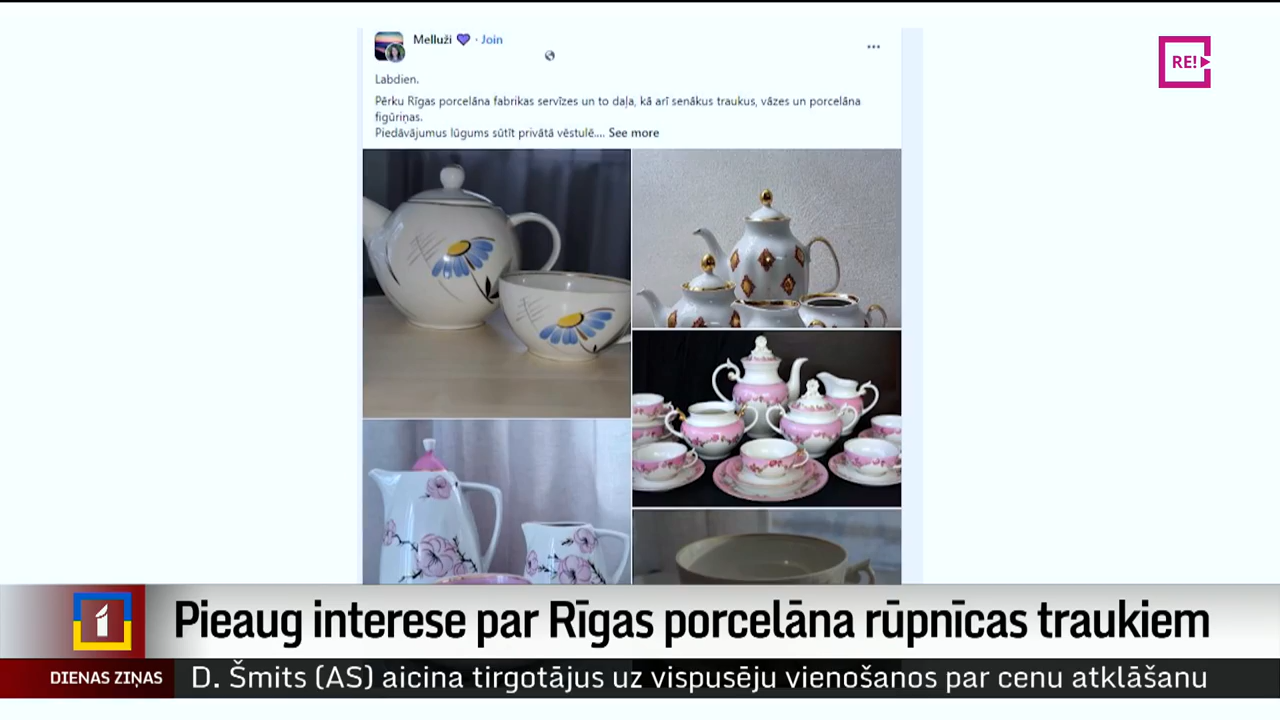 Melluži 💜 · Join
Labdien.
Pērku Rīgas porcelāna fabrikas servīzes un to daļa, kā arī senākus traukus, vāzes un porcelāna
figūriņas.
Piedāvājumus lūgums sūtīt privātā vēstulē.... See more
RE!
1
Pieaug interese par Rīgas porcelāna rūpnīcas traukiem
DIENAS ZIŅAS
D. Šmits (AS) aicina tirgotājus uz vispusēju vienošanos par cenu atklāšanu